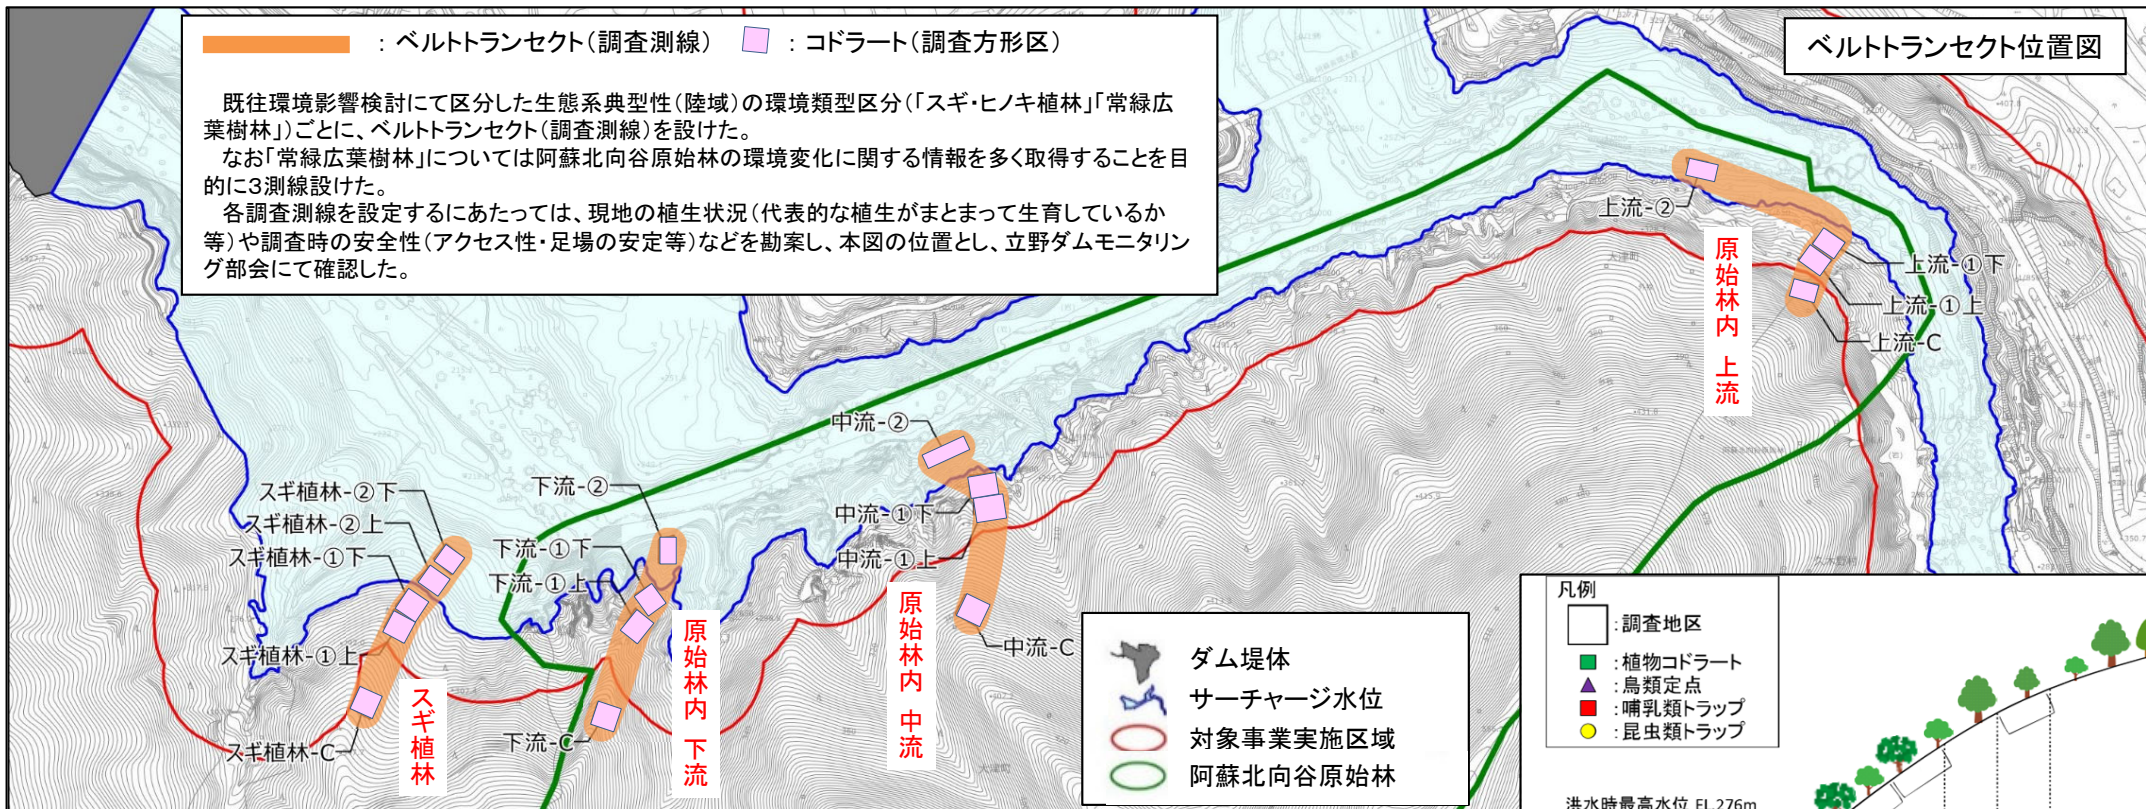 ：ベルトトランセクト（調査測線） ：コドラート（調査方形区）
ベルトトランセクト位置図
既往環境影響検討にて区分した生態系典型性（陸域）の環境類型区分（「スギ・ヒノキ植林」「常緑広
葉樹林」）ごとに、ベルトトランセクト（調査測線）を設けた。
なお「常緑広葉樹林」については阿蘇北向谷原始林の環境変化に関する情報を多く取得することを目
的に3測線設けた。
各調査測線を設定するにあたっては、現地の植生状況（代表的な植生がまとまって生育しているか
等）や調査時の安全性（アクセス性・足場の安定等）などを勘案し、本図の位置とし、立野ダムモニタリン
グ部会にて確認した。
上流-②
上流-①下
上流-①上
上流-C
原始林内 上流
中流-②
中流-①下
中流-①上
中流-C
原始林内 中流
下流-②
下流-①下
下流-①上
下流-C
原始林内 下流
スギ植林-②下
スギ植林-②上
スギ植林-①下
スギ植林-①上
スギ植林-C
スギ植林
ダム堤体
サーチャージ水位
対象事業実施区域
阿蘇北向谷原始林
凡例
：調査地区
：植物コドラート
：鳥類定点
：哺乳類トラップ
：昆虫類トラップ
洪水時最高水位 EL.276m
大津町
大津町
久木野村